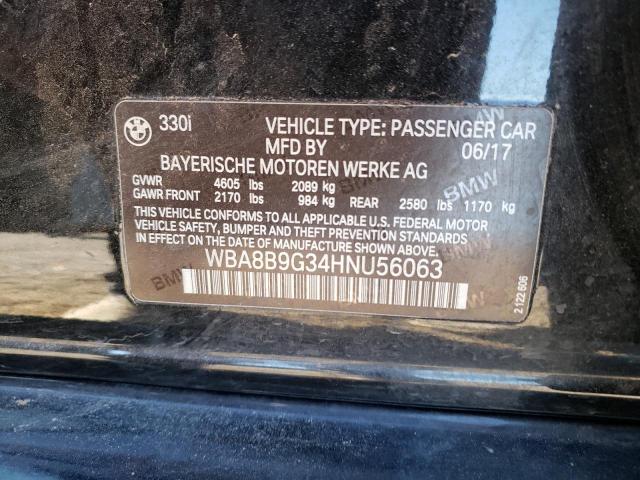 330i VEHICLE TYPE: PASSENGER CAR
MFD BY 06/17
BAYERISCHE MOTOREN WERKE AG
GVWR 4605 lbs 2089 kg
GAWR FRONT 2170 lbs 984 kg REAR 2580 lbs 1170 kg
THIS VEHICLE CONFORMS TO ALL APPLICABLE U.S. FEDERAL MOTOR
VEHICLE SAFETY, BUMPER AND THEFT PREVENTION STANDARDS
IN EFFECT ON THE DATE OF MANUFACTURE SHOWN ABOVE.
WBA8B9G34HNU56063
2 122 606
BMW
BMW
BMW